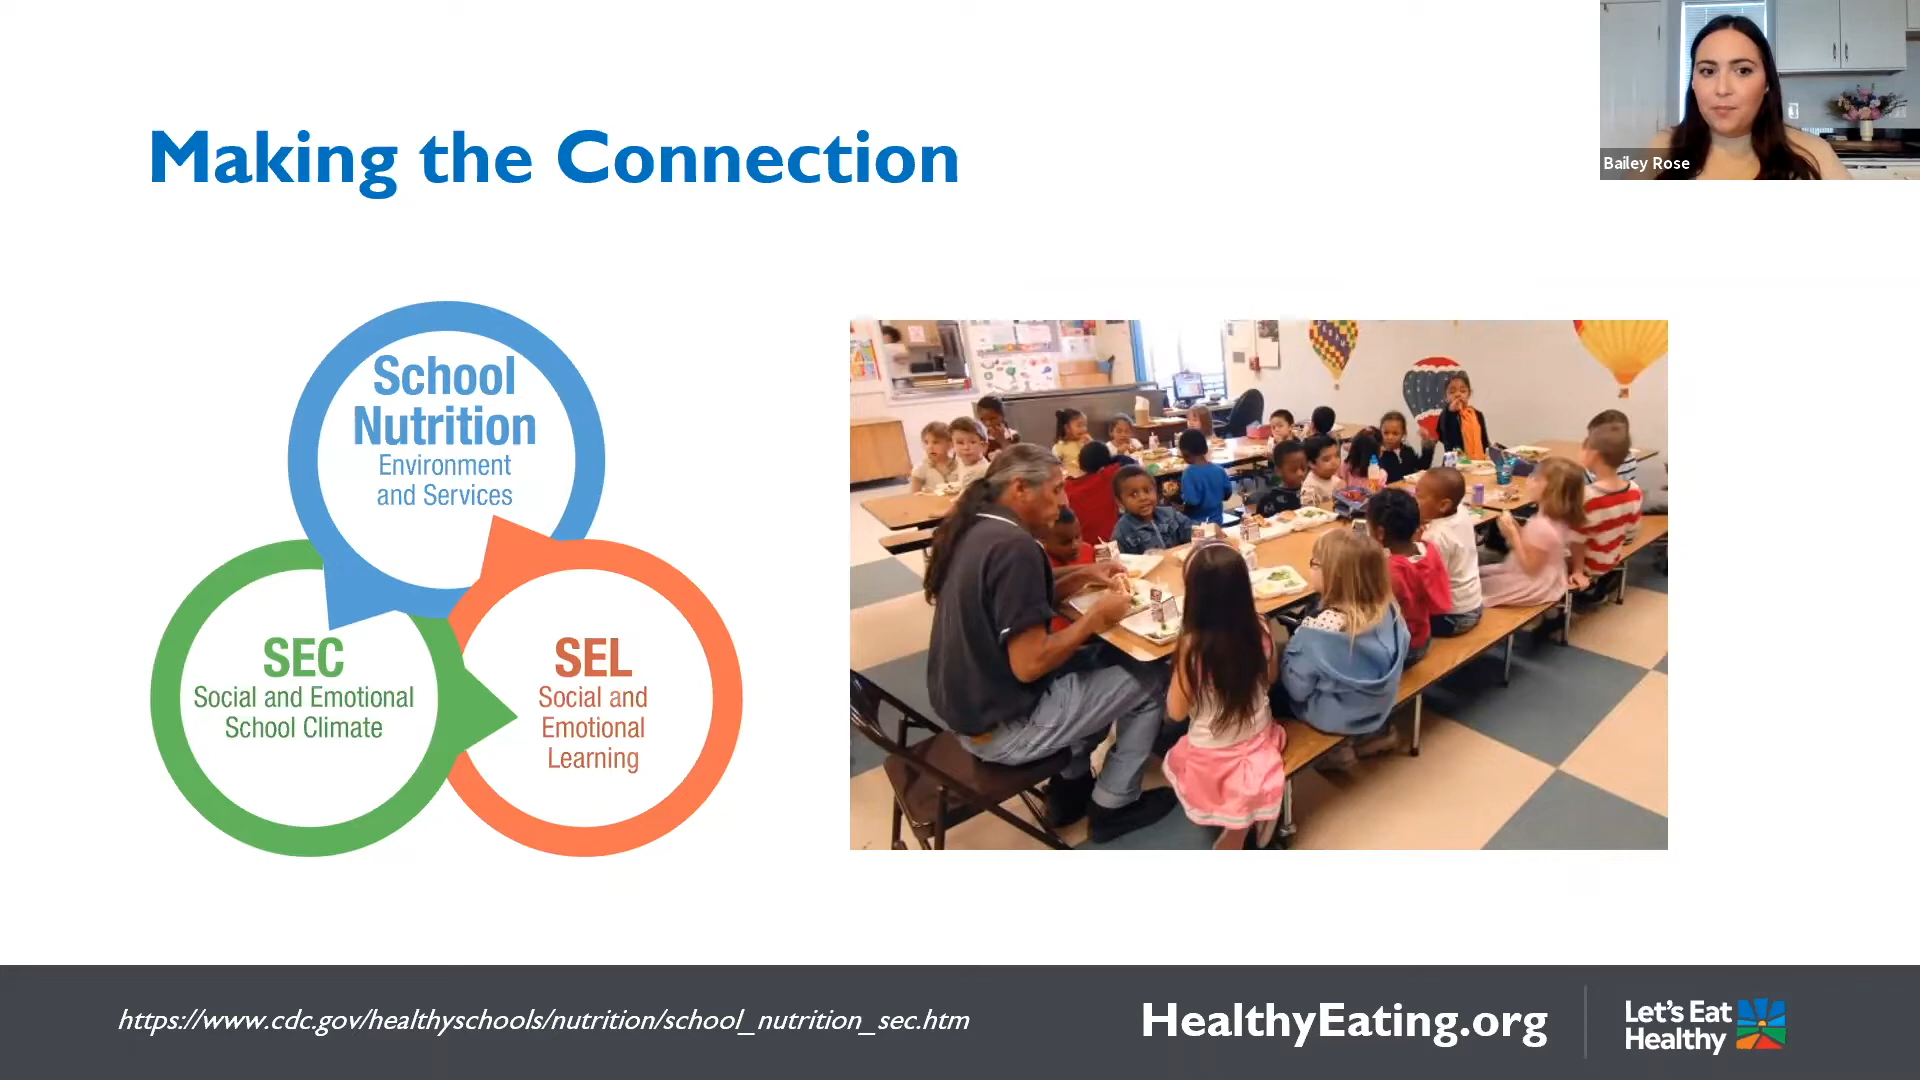 Making the Connection
Bailey Rose
School
Nutrition
Environment
and Services
SEC
Social and Emotional
School Climate
SEL
Social and
Emotional
Learning
https://www.cdc.gov/healthyschools/nutrition/school_nutrition_sec.htm
HealthyEating.org
Let's Eat
Healthy